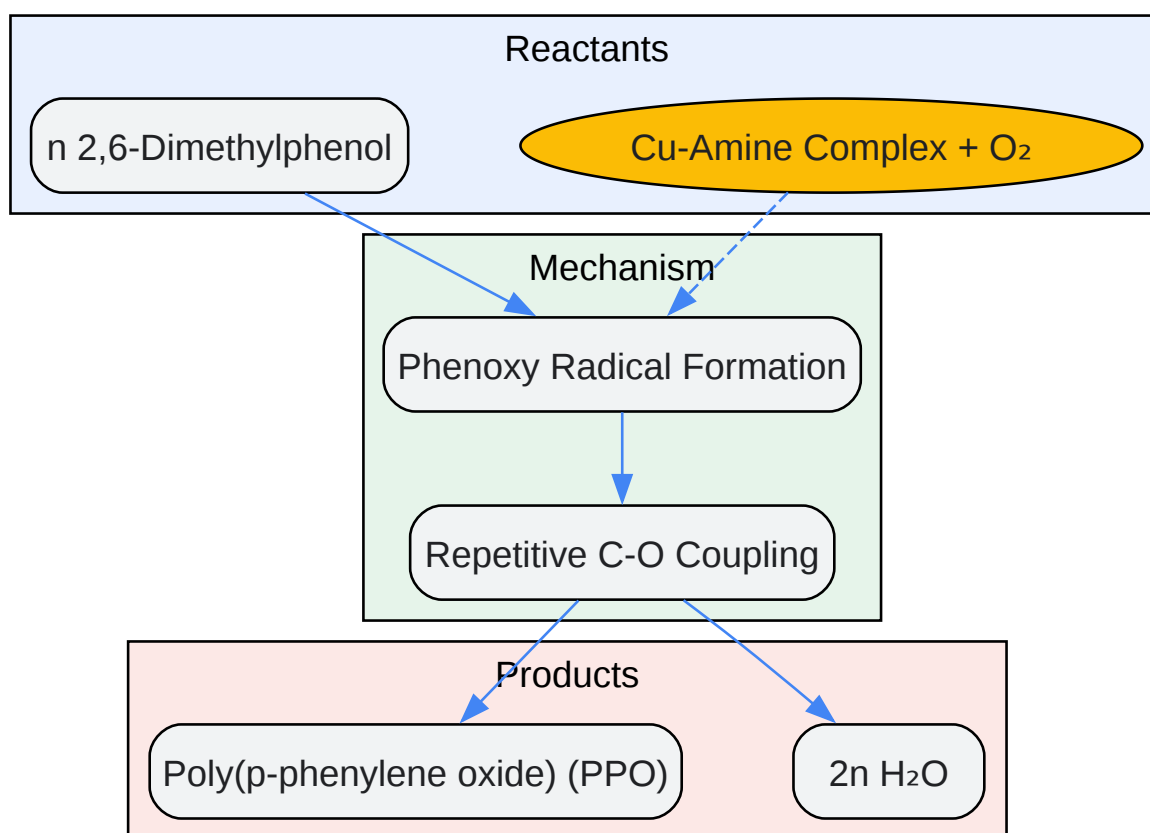 Reactants
n 2,6-Dimethylphenol
Cu-Amine Complex + O₂
Mechanism
Phenoxy Radical Formation
Repetitive C-O Coupling
Products
Poly(p-phenylene oxide) (PPO)
2n H₂O